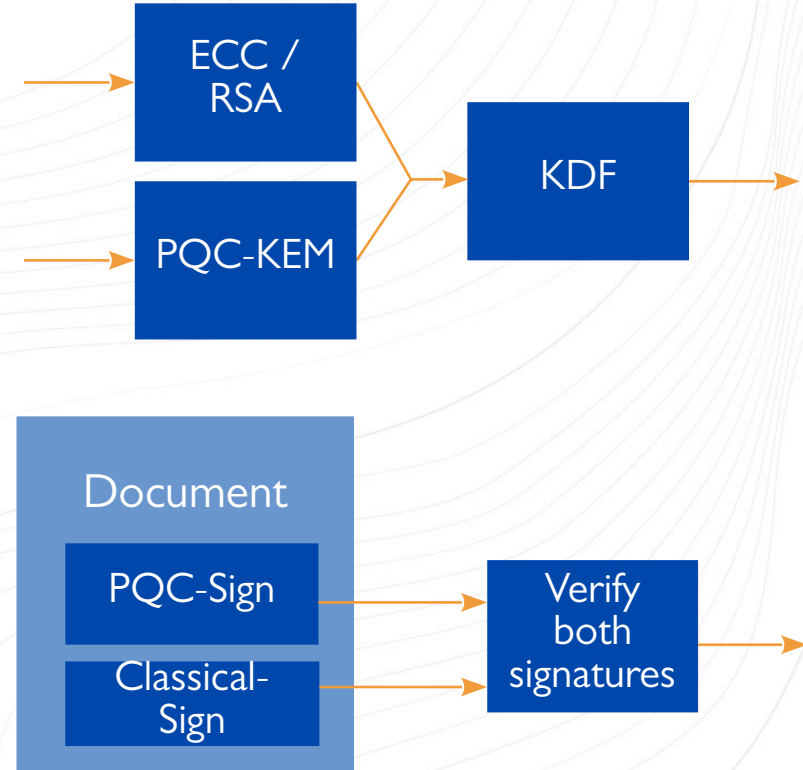 ECC /
RSA
KDF
PQC-KEM
Document
PQC-Sign
Classical-
Sign
Verify
both
signatures